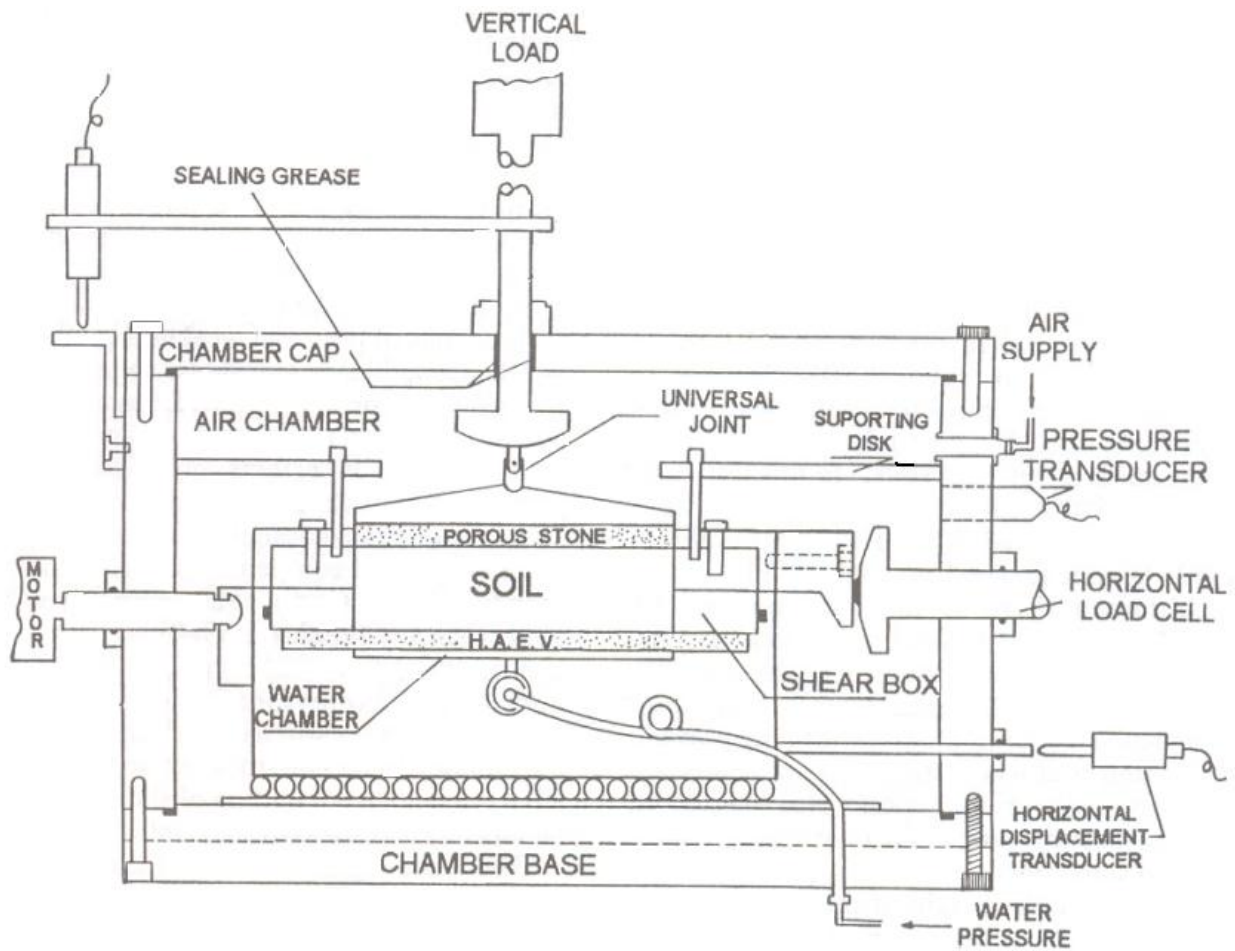 VERTICAL
LOAD
SEALING GREASE
CHAMBER CAP
AIR
SUPPLY
AIR CHAMBER
UNIVERSAL
JOINT
SUPORTING
DISK
PRESSURE
TRANSDUCER
POROUS STONE
MOTOR
SOIL
HORIZONTAL
LOAD CELL
H. A. E. V.
WATER
CHAMBER
SHEAR BOX
HORIZONTAL
DISPLACEMENT
TRANSDUCER
CHAMBER BASE
WATER
PRESSURE